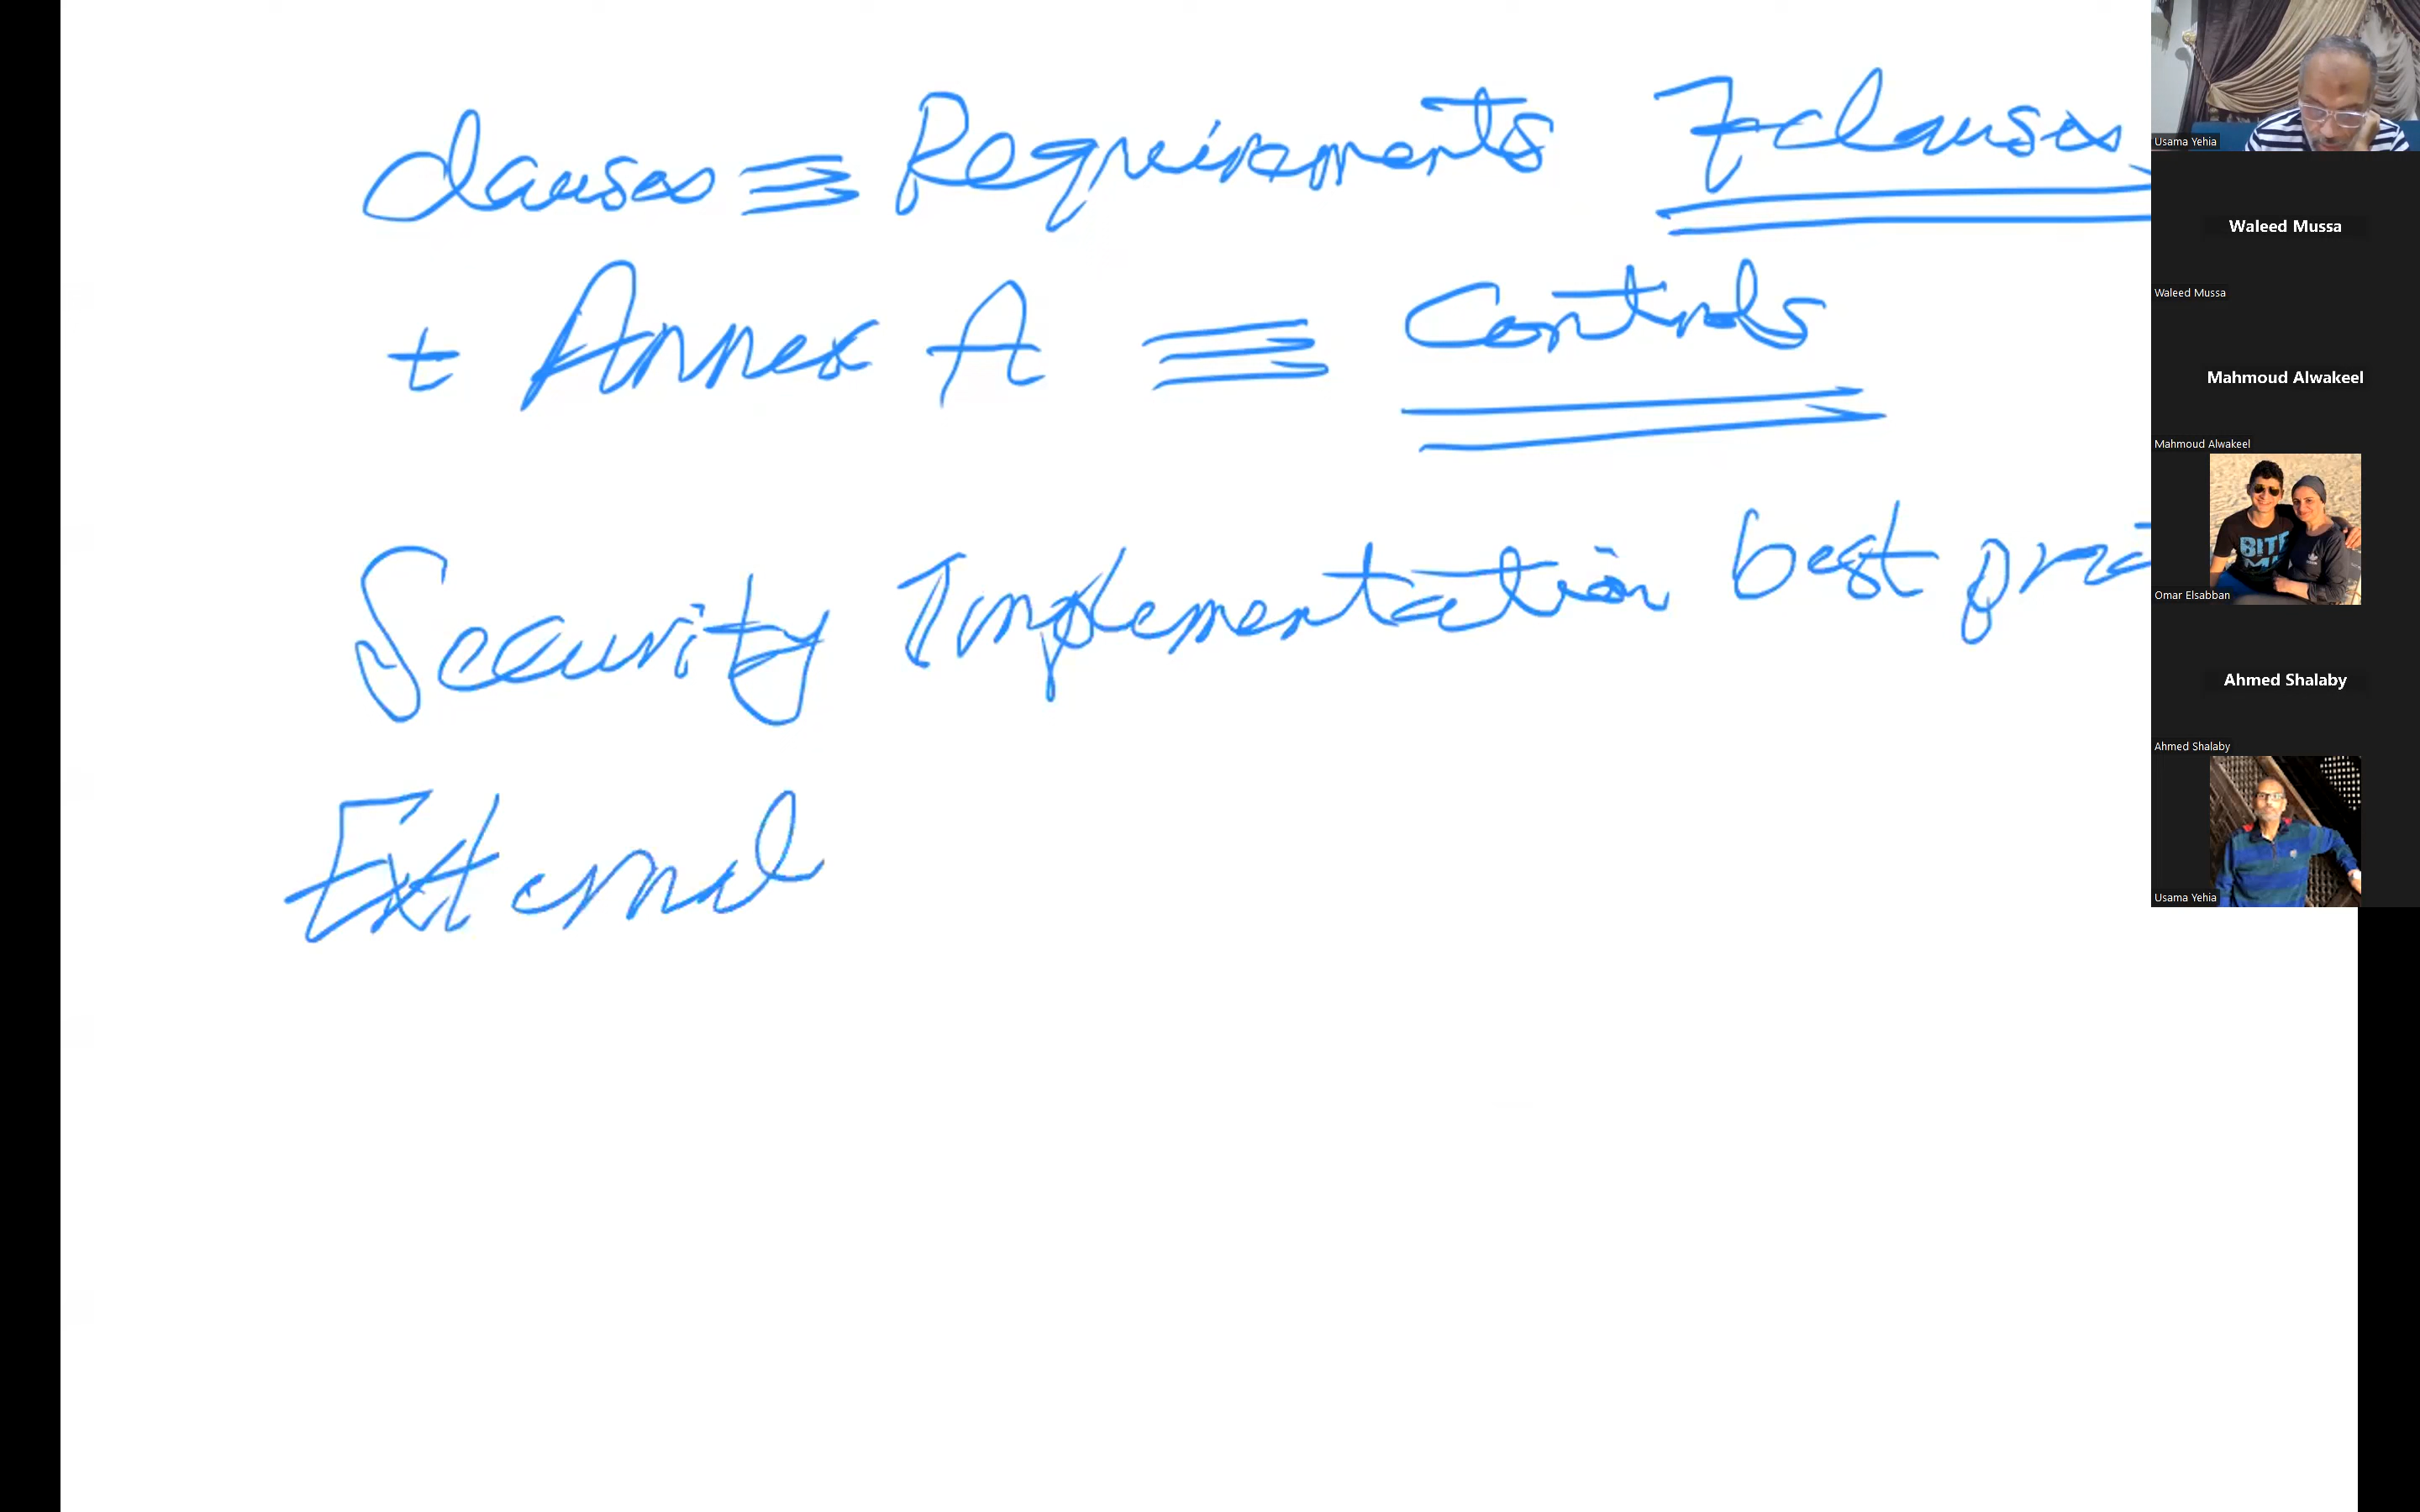 clauses ≡ Requirements 7 clauses
+ Annex A ≡ Controls
Security Implementation best
External
Usama Yehia
Waleed Mussa
Waleed Mussa
Mahmoud Alwakeel
Mahmoud Alwakeel
BITE
Omar Elsabban
Ahmed Shalaby
Ahmed Shalaby
Usama Yehia